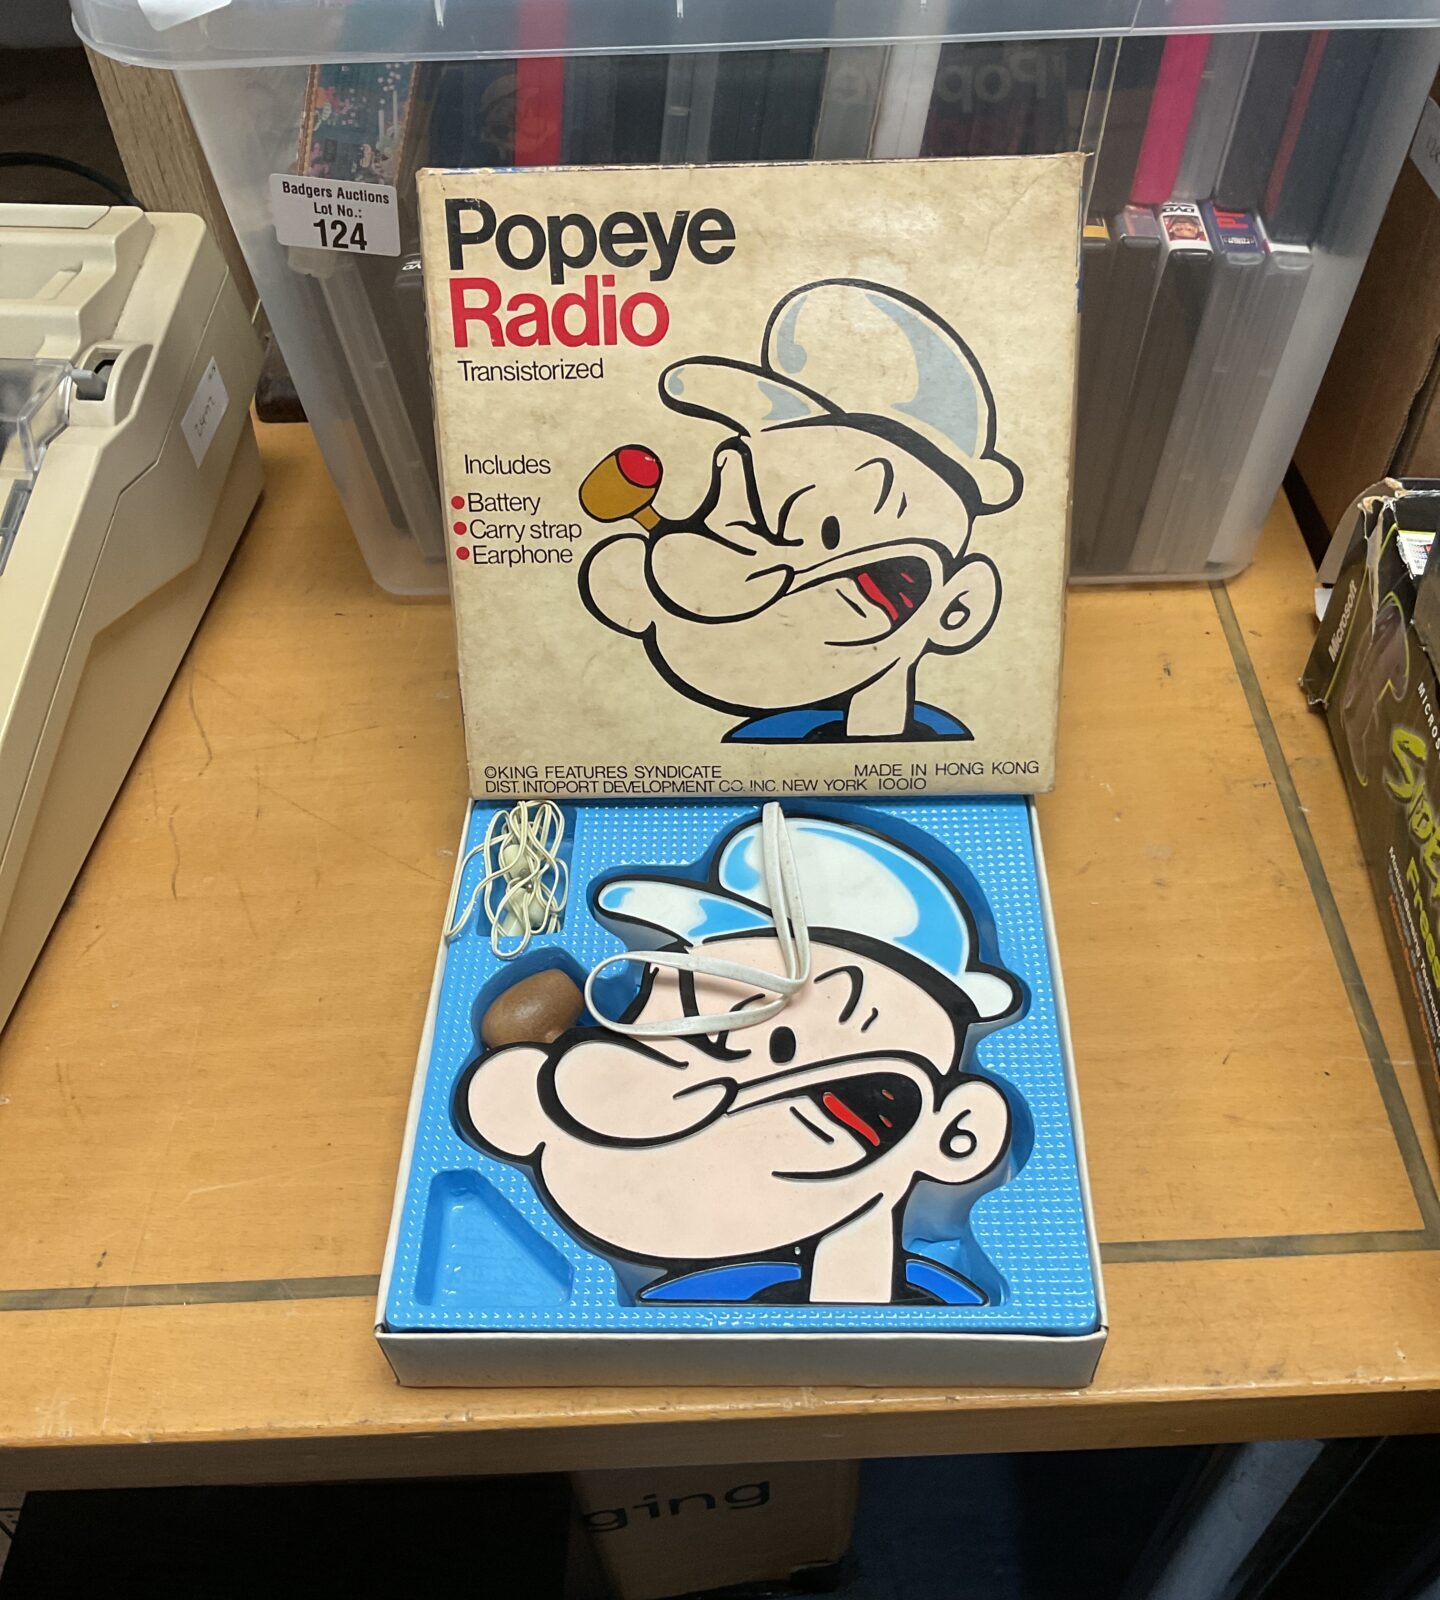 Badgers Auctions
Lot No.:
124
Popeye
Radio
Transistorized
Includes
Battery
Carry strap
Earphone
©KING FEATURES SYNDICATE
MADE IN HONG KONG
DIST. INTOPORT DEVELOPMENT CO. INC. NEW YORK 10010
DVD
Microsoft
ging